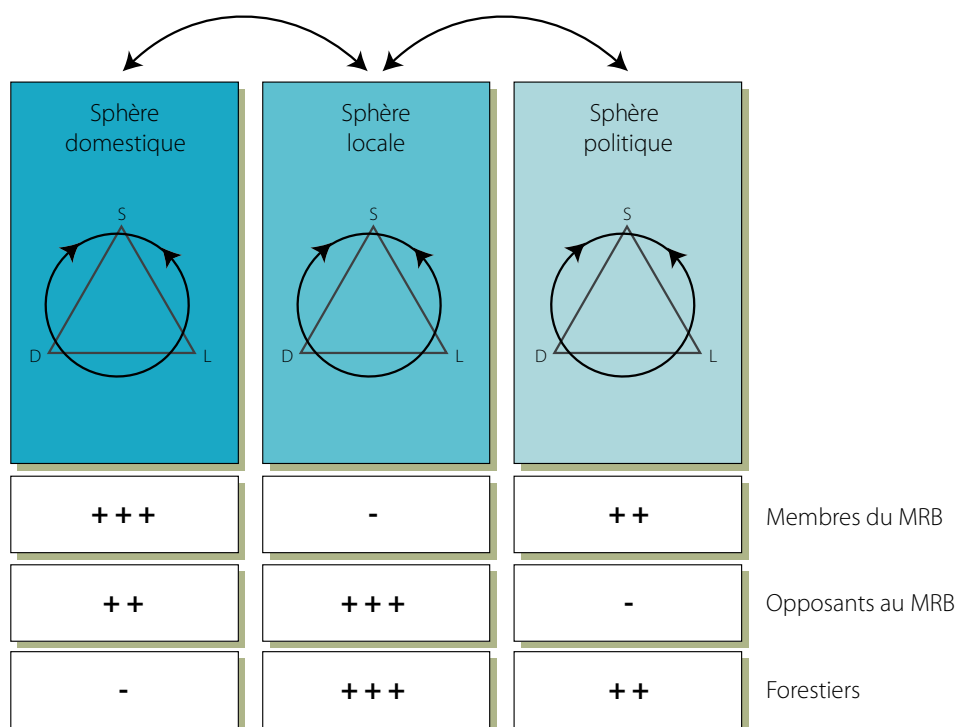 Sphère
domestique
Sphère
locale
Sphère
politique
S
D
L
S
D
L
S
D
L
+++
-
++
Membres du MRB
++
+++
-
Opposants au MRB
-
+++
++
Forestiers